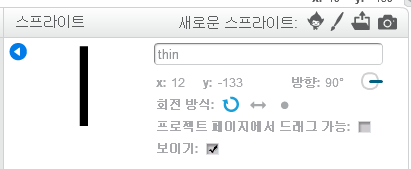 스프라이트 새로운 스프라이트:
thin
x: 12 y: -133 방향: 90°
회전 방식:
프로젝트 페이지에서 드래그 가능:
보이기: